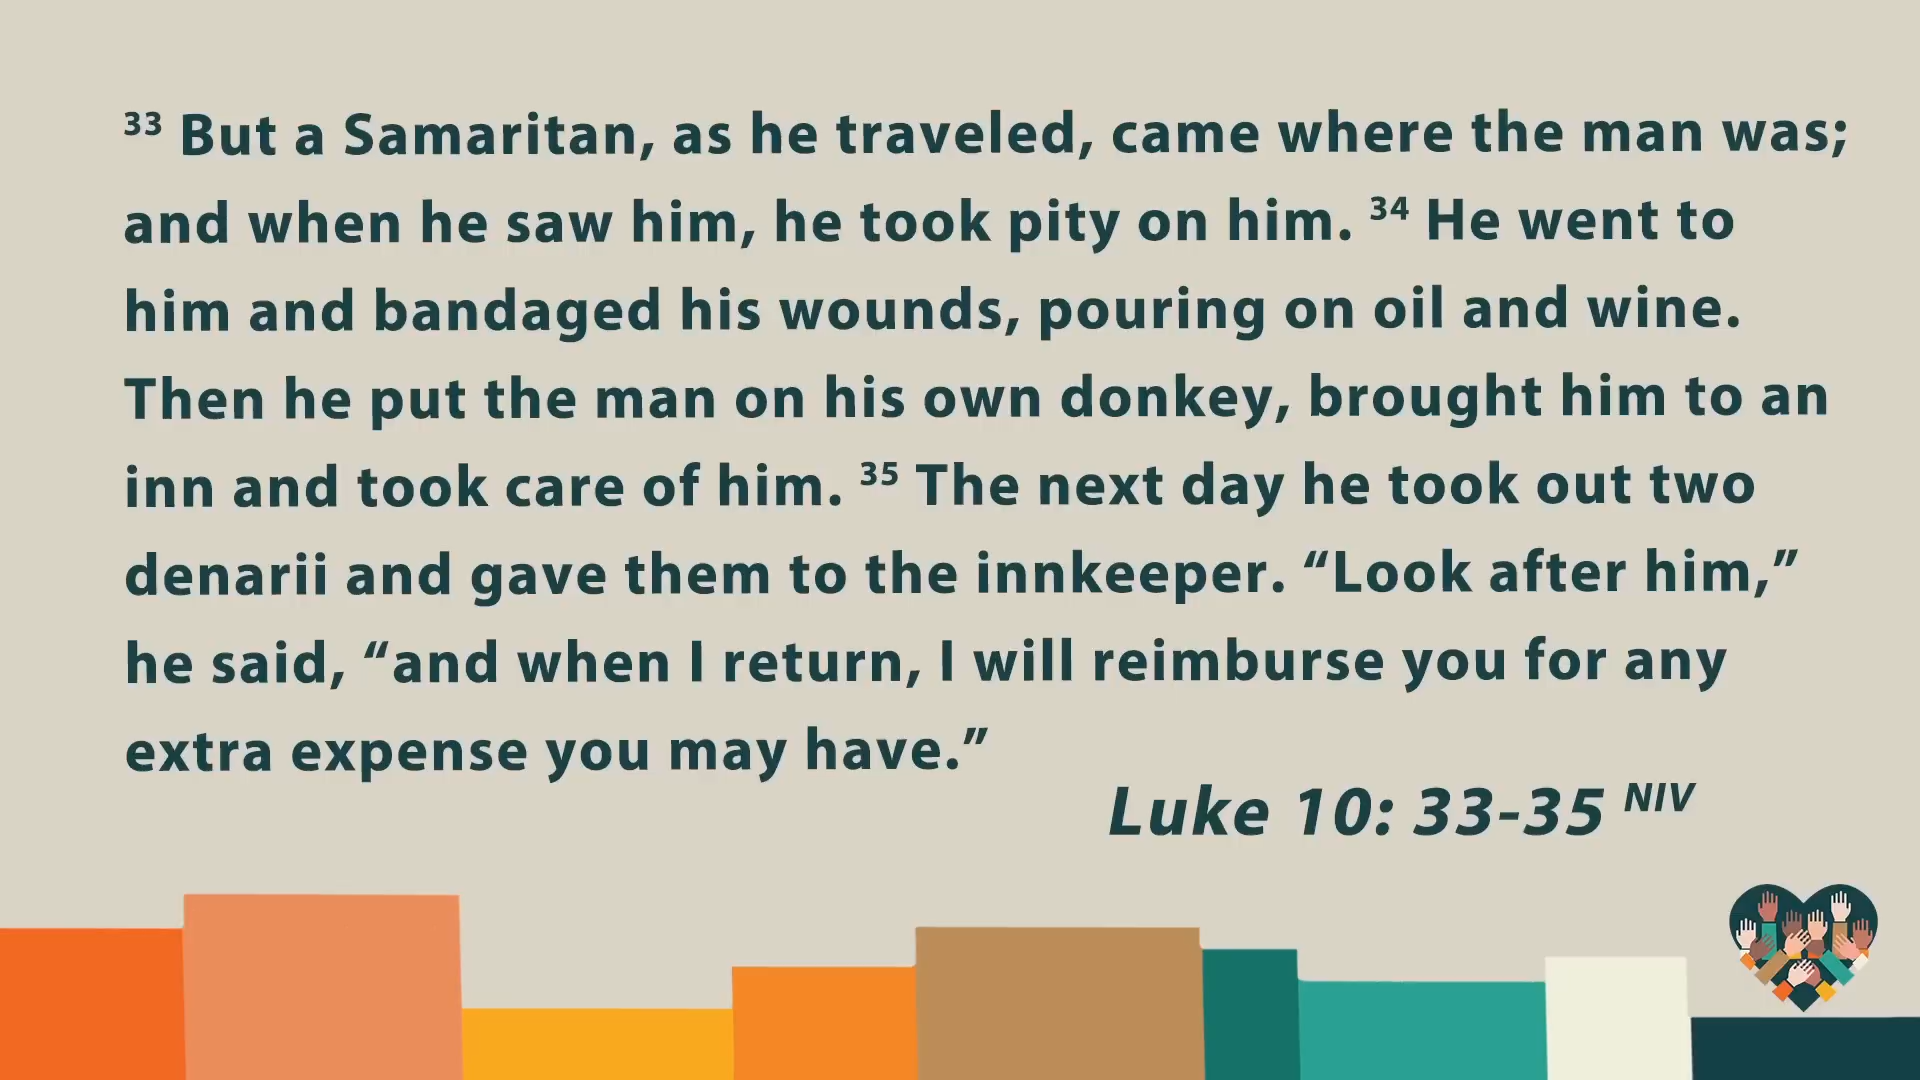 33 But a Samaritan, as he traveled, came where the man was;
and when he saw him, he took pity on him. 34 He went to
him and bandaged his wounds, pouring on oil and wine.
Then he put the man on his own donkey, brought him to an
inn and took care of him. 35 The next day he took out two
denarii and gave them to the innkeeper. “Look after him,”
he said, “and when I return, I will reimburse you for any
extra expense you may have.”
Luke 10: 33-35 NIV